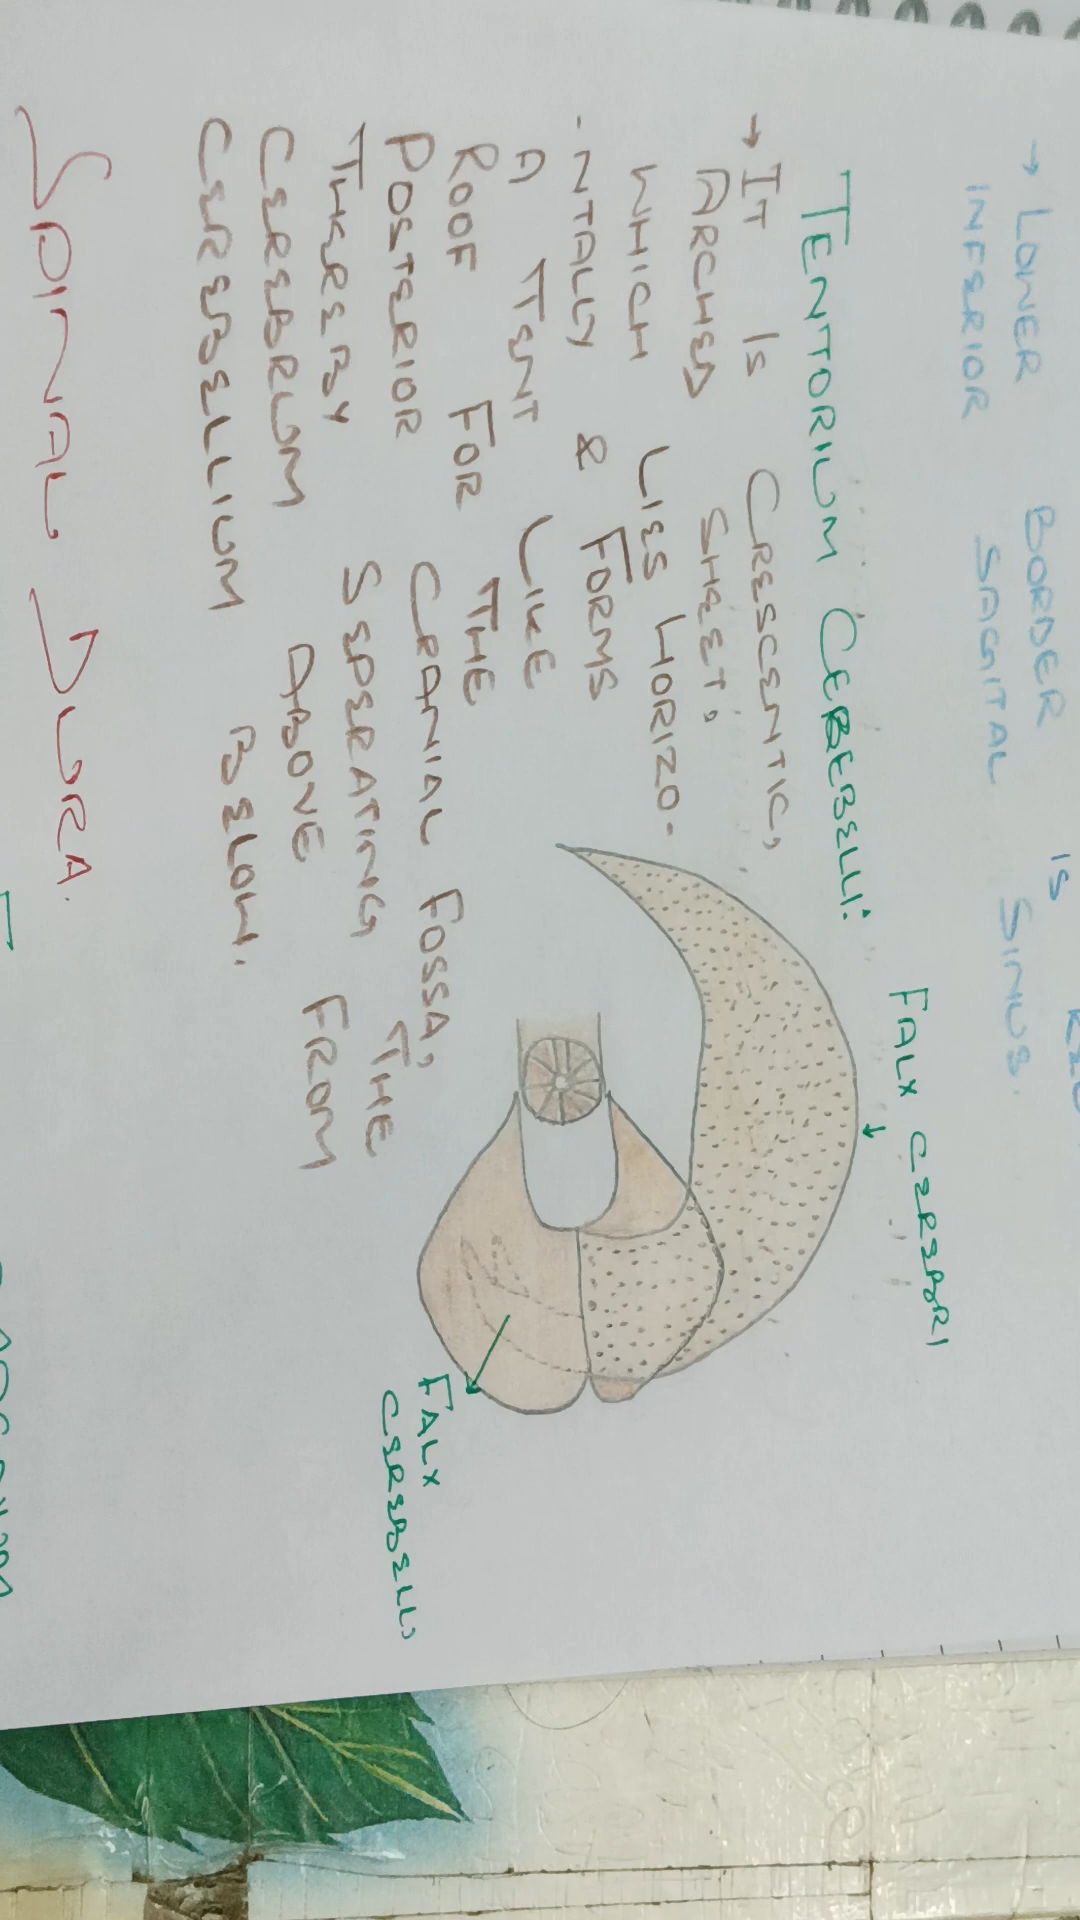 → LOWER BORDER IS
INFERIOR SAGITAL SINUS.
TENTORIUM CEREBELLI:
→ IT IS CRESCENTIC,
ARCHED SHEET,
WHICH LIES HORIZO-
-NTALLY & FORMS
A TENT LIKE
ROOF FOR THE
POSTERIOR CRANIAL FOSSA,
THEREBY SEPERATING THE
CEREBRUM ABOVE FROM
CEREBELLIUM BELOW.
FALX CEREBRI
FALX
CEREBELLI
SPINAL DURA.